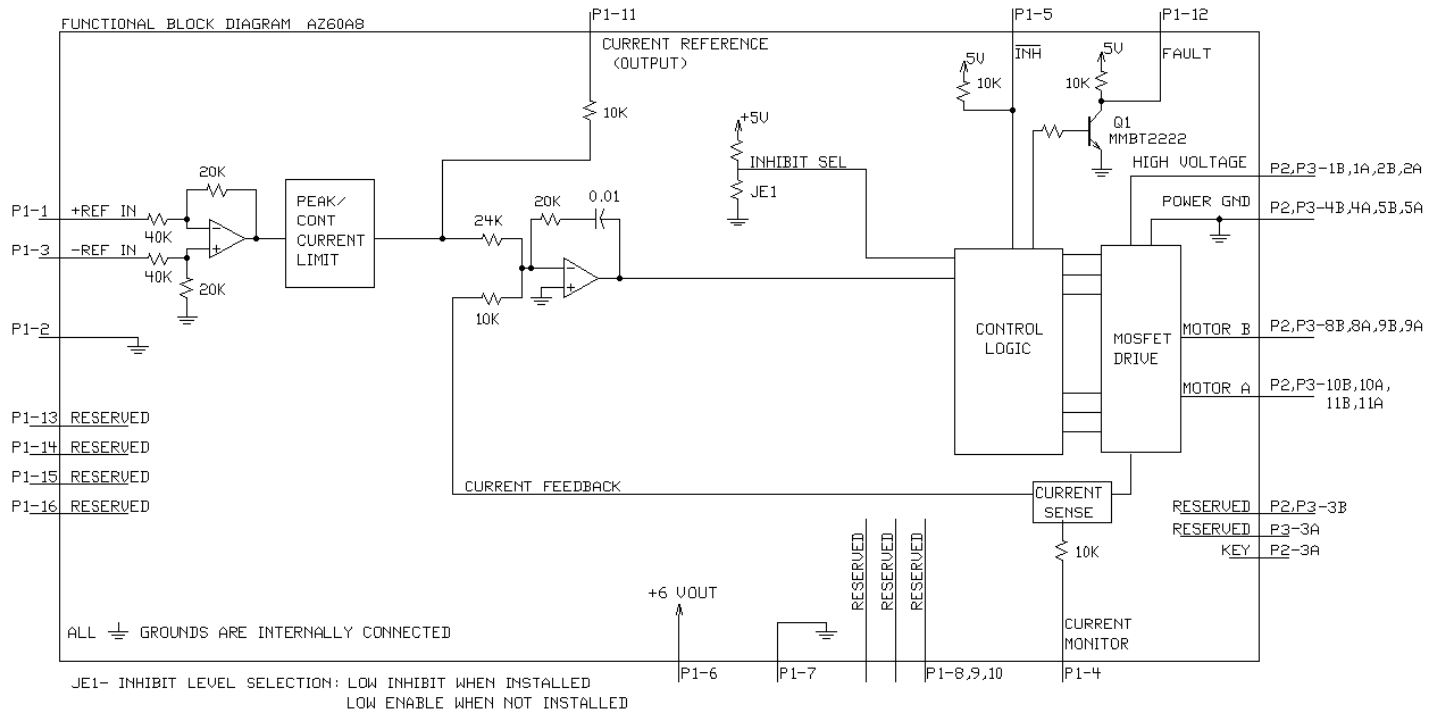 FUNCTIONAL BLOCK DIAGRAM AZ60A8
P1-11
P1-5
P1-12
CURRENT REFERENCE
(OUTPUT)
INH
FAULT
5V
10K
5V
10K
10K
+5V
Q1
MMBT2222
INHIBIT SEL
JE1
HIGH VOLTAGE
P2,P3-1B,1A,2B,2A
POWER GND
P2,P3-4B,4A,5B,5A
20K
P1-1
+REF IN
40K
P1-3
-REF IN
40K
20K
PEAK/
CONT
CURRENT
LIMIT
24K
20K
0.01
10K
P1-2
CONTROL
LOGIC
MOSFET
DRIVE
MOTOR B
P2,P3-8B,8A,9B,9A
MOTOR A
P2,P3-10B,10A,
11B,11A
P1-13 RESERVED
P1-14 RESERVED
P1-15 RESERVED
P1-16 RESERVED
CURRENT FEEDBACK
CURRENT
SENSE
RESERVED P2,P3-3B
RESERVED P3-3A
KEY P2-3A
10K
RESERVED
RESERVED
RESERVED
+6 VOUT
ALL GROUNDS ARE INTERNALLY CONNECTED
CURRENT
MONITOR
P1-6
P1-7
P1-8,9,10
P1-4
JE1- INHIBIT LEVEL SELECTION: LOW INHIBIT WHEN INSTALLED
LOW ENABLE WHEN NOT INSTALLED